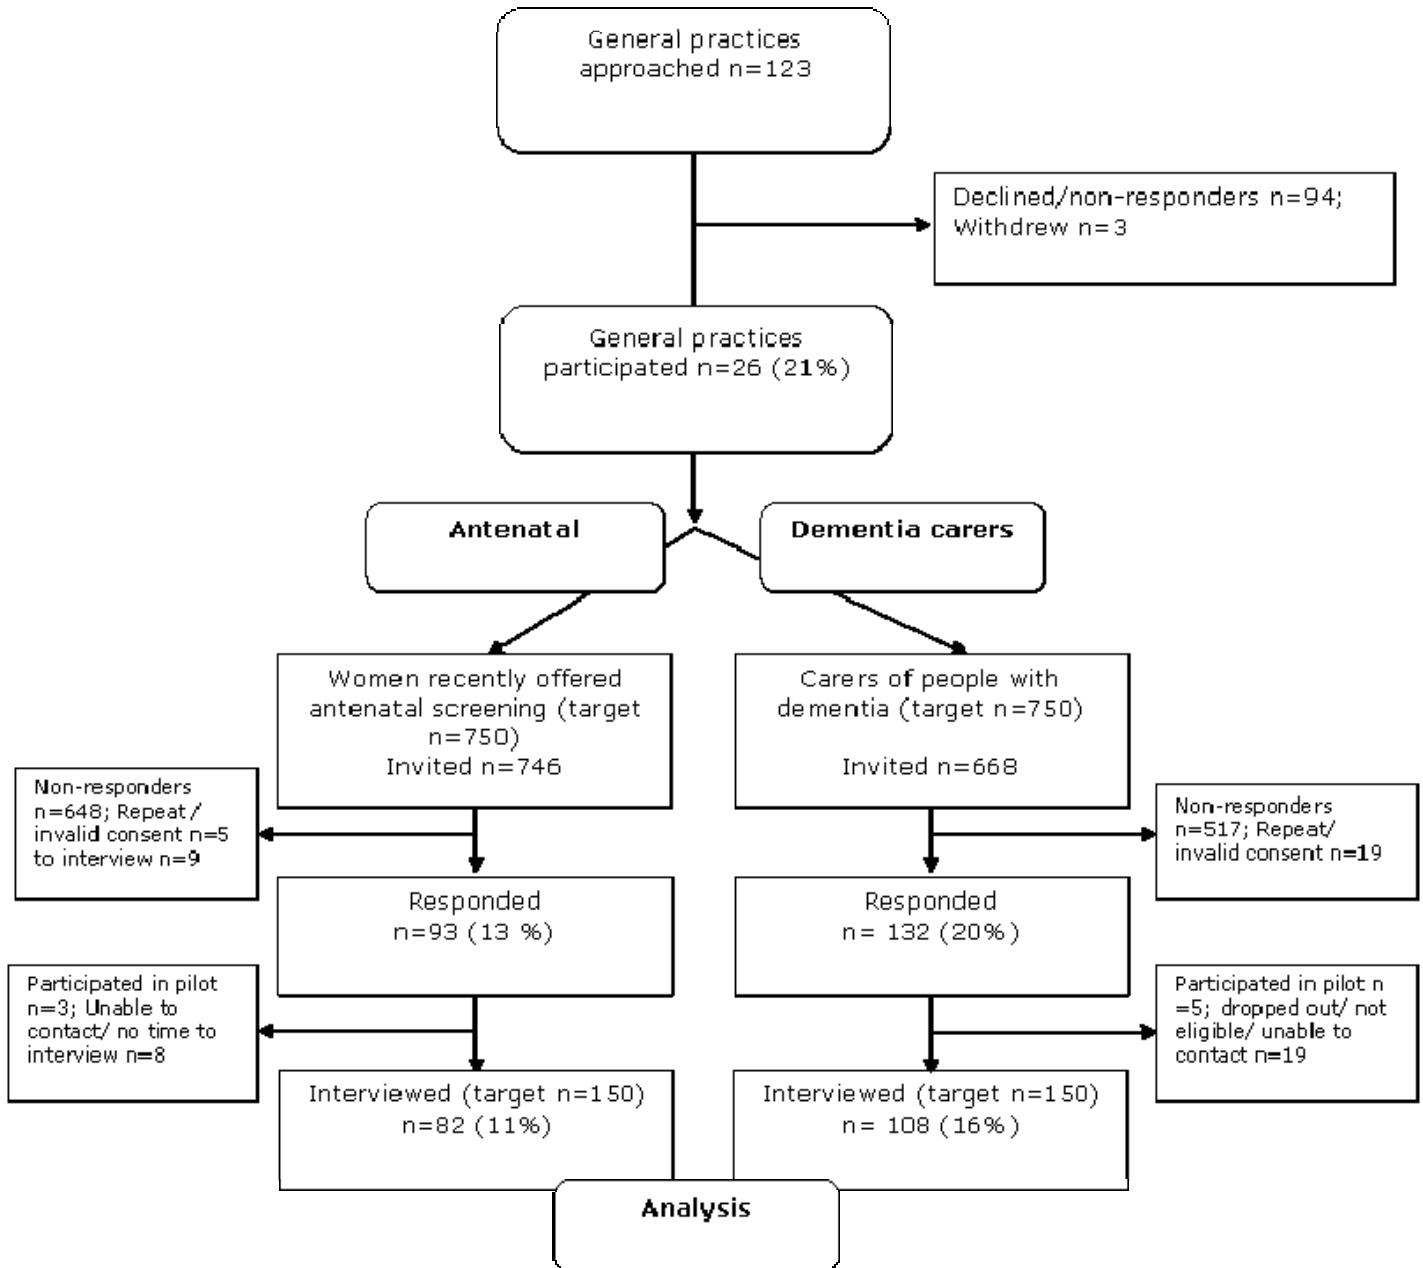 General practices
approached n=123
Declined/non-responders n=94;
Withdrew n=3
General practices
participated n=26 (21%)
Antenatal
Dementia carers
Women recently offered
antenatal screening (target
n=750)
Invited n=746
Carers of people with
dementia (target n=750)
Invited n=668
Non-responders
n=648; Repeat/
invalid consent n=5
to interview n=9
Non-responders
n=517; Repeat/
invalid consent n=19
Responded
n=93 (13 %)
Responded
n= 132 (20%)
Participated in pilot
n=3; Unable to
contact/ no time to
interview n=8
Participated in pilot n
=5; dropped out/ not
eligible/ unable to
contact n=19
Interviewed (target n=150)
n=82 (11%)
Interviewed (target n=150)
n= 108 (16%)
Analysis